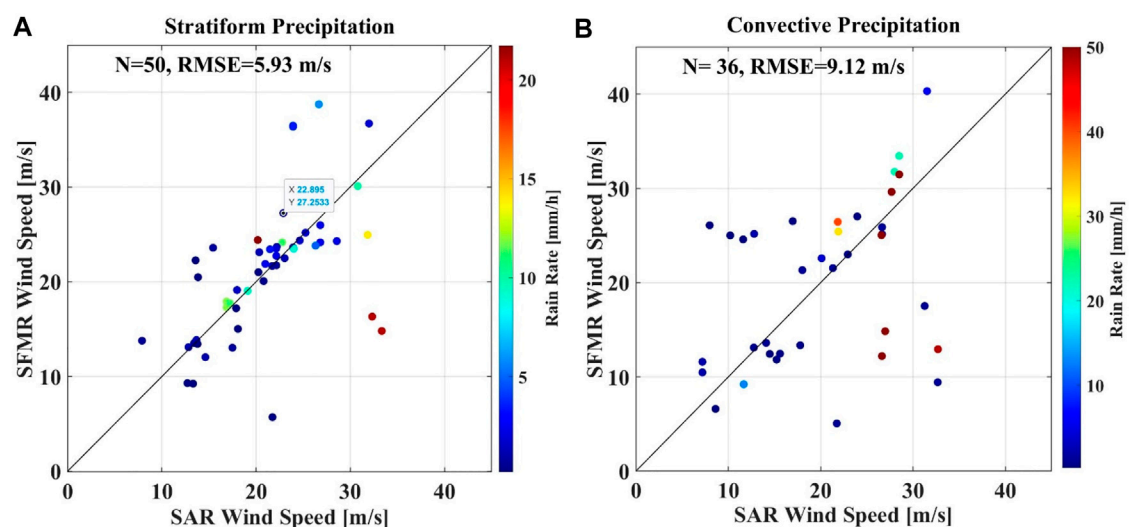 A
Stratiform Precipitation
N=50, RMSE=5.93 m/s
X 22.895
Y 27.2533
40
30
20
10
0
SFMR Wind Speed [m/s]
0 10 20 30 40
SAR Wind Speed [m/s]
20
15
10
5
Rain Rate [mm/h]
B
Convective Precipitation
N= 36, RMSE=9.12 m/s
40
30
20
10
0
SFMR Wind Speed [m/s]
0 10 20 30 40
SAR Wind Speed [m/s]
50
40
30
20
10
Rain Rate [mm/h]